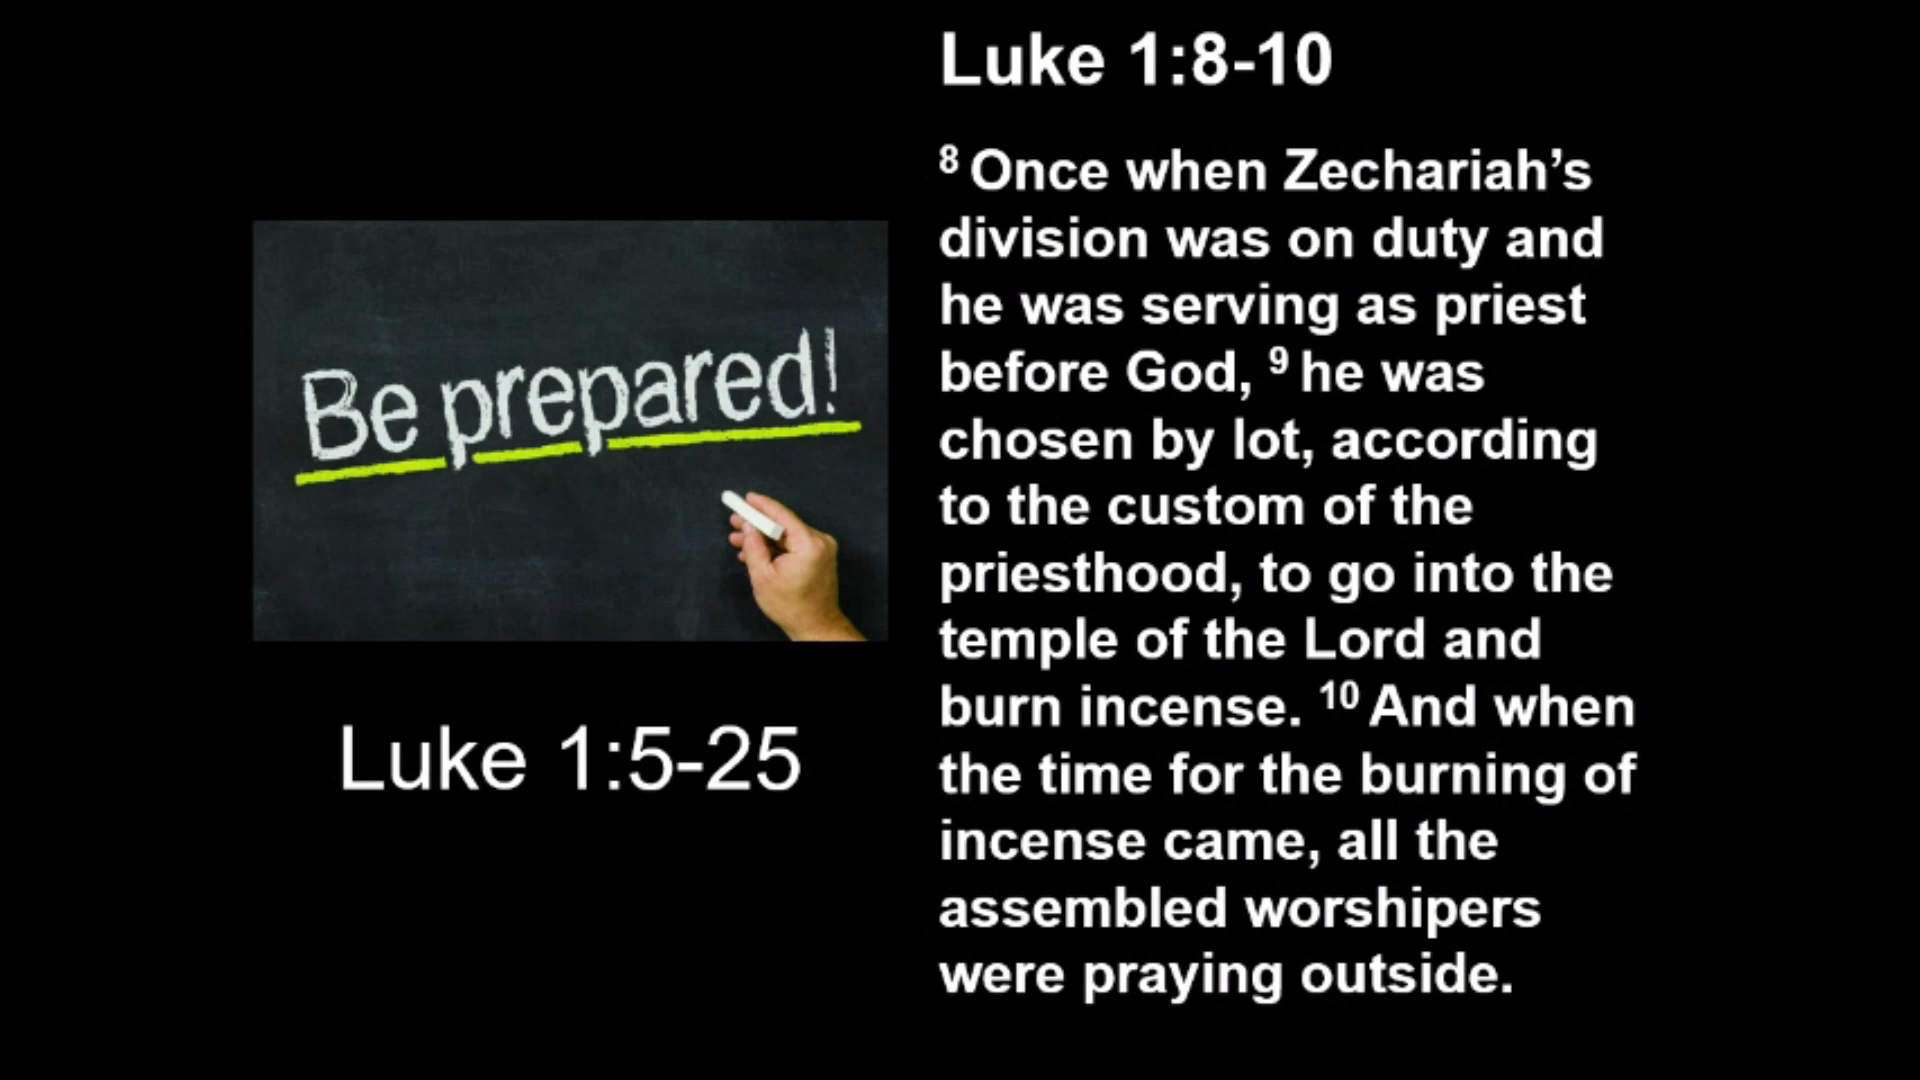 Be prepared!
Luke 1:5-25
Luke 1:8-10
8 Once when Zechariah’s
division was on duty and
he was serving as priest
before God, 9 he was
chosen by lot, according
to the custom of the
priesthood, to go into the
temple of the Lord and
burn incense. 10 And when
the time for the burning of
incense came, all the
assembled worshipers
were praying outside.